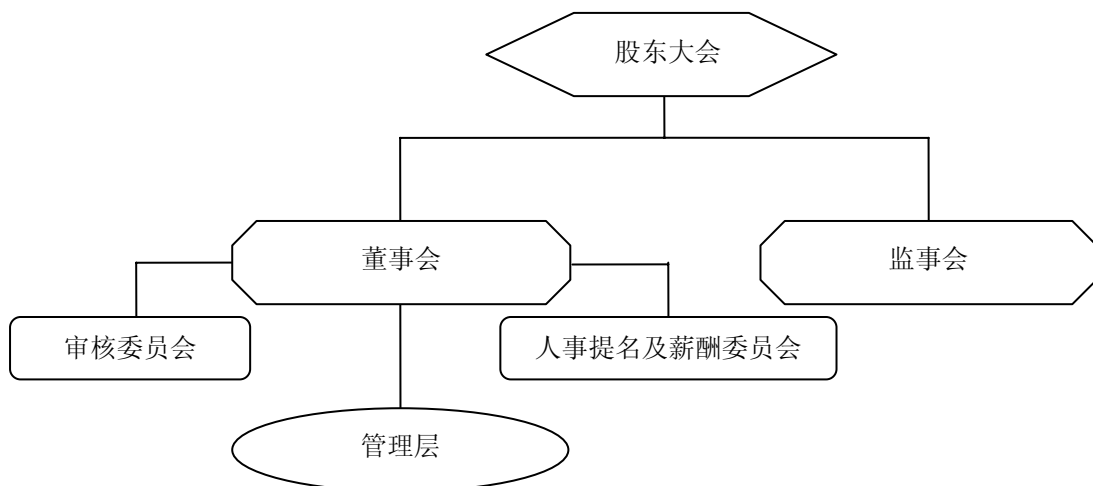 股东大会
董事会
监事会
审核委员会
人事提名及薪酬委员会
管理层